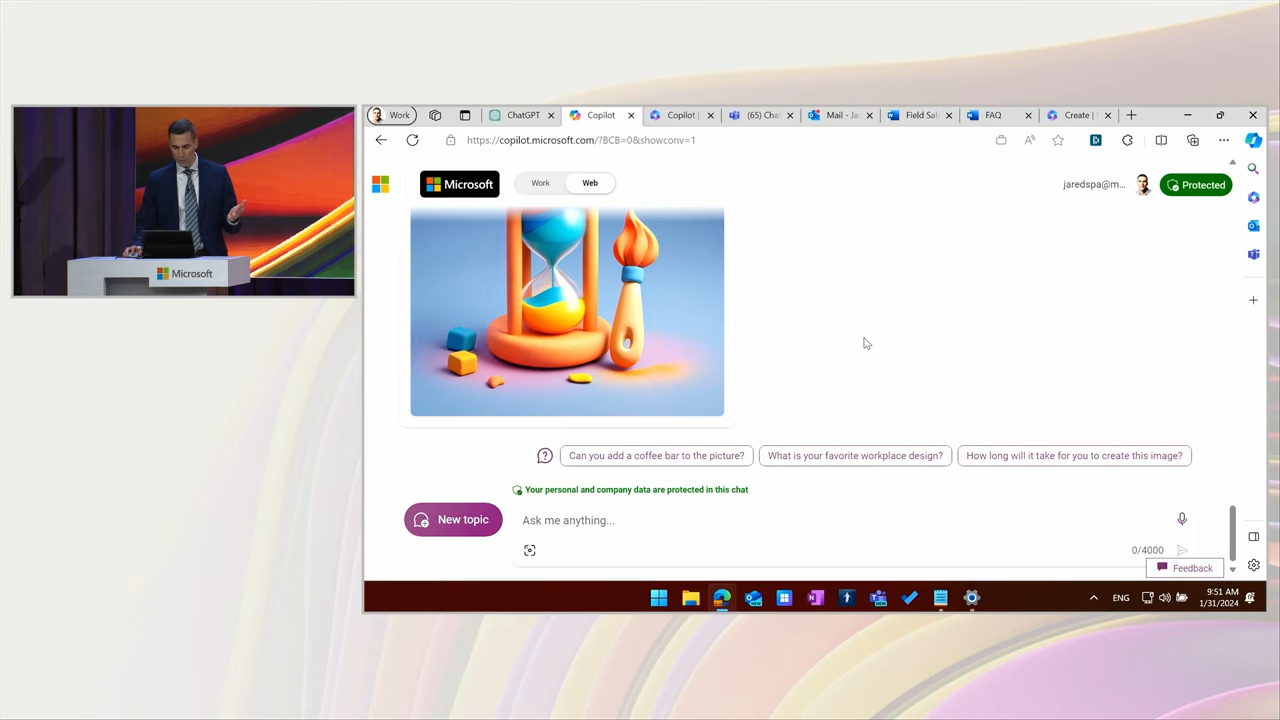 Work
ChatGPT
Copilot
Copilot |
(65) Cha
Mail - Ja
Field Sal
FAQ
Create |
https://copilot.microsoft.com/?BCB=0&showconv=1
Microsoft
Work
Web
jaredspa@m...
Protected
Microsoft
Can you add a coffee bar to the picture?
What is your favorite workplace design?
How long will it take for you to create this image?
Your personal and company data are protected in this chat
New topic
Ask me anything...
0/4000
Feedback
ENG
9:51 AM
1/31/2024